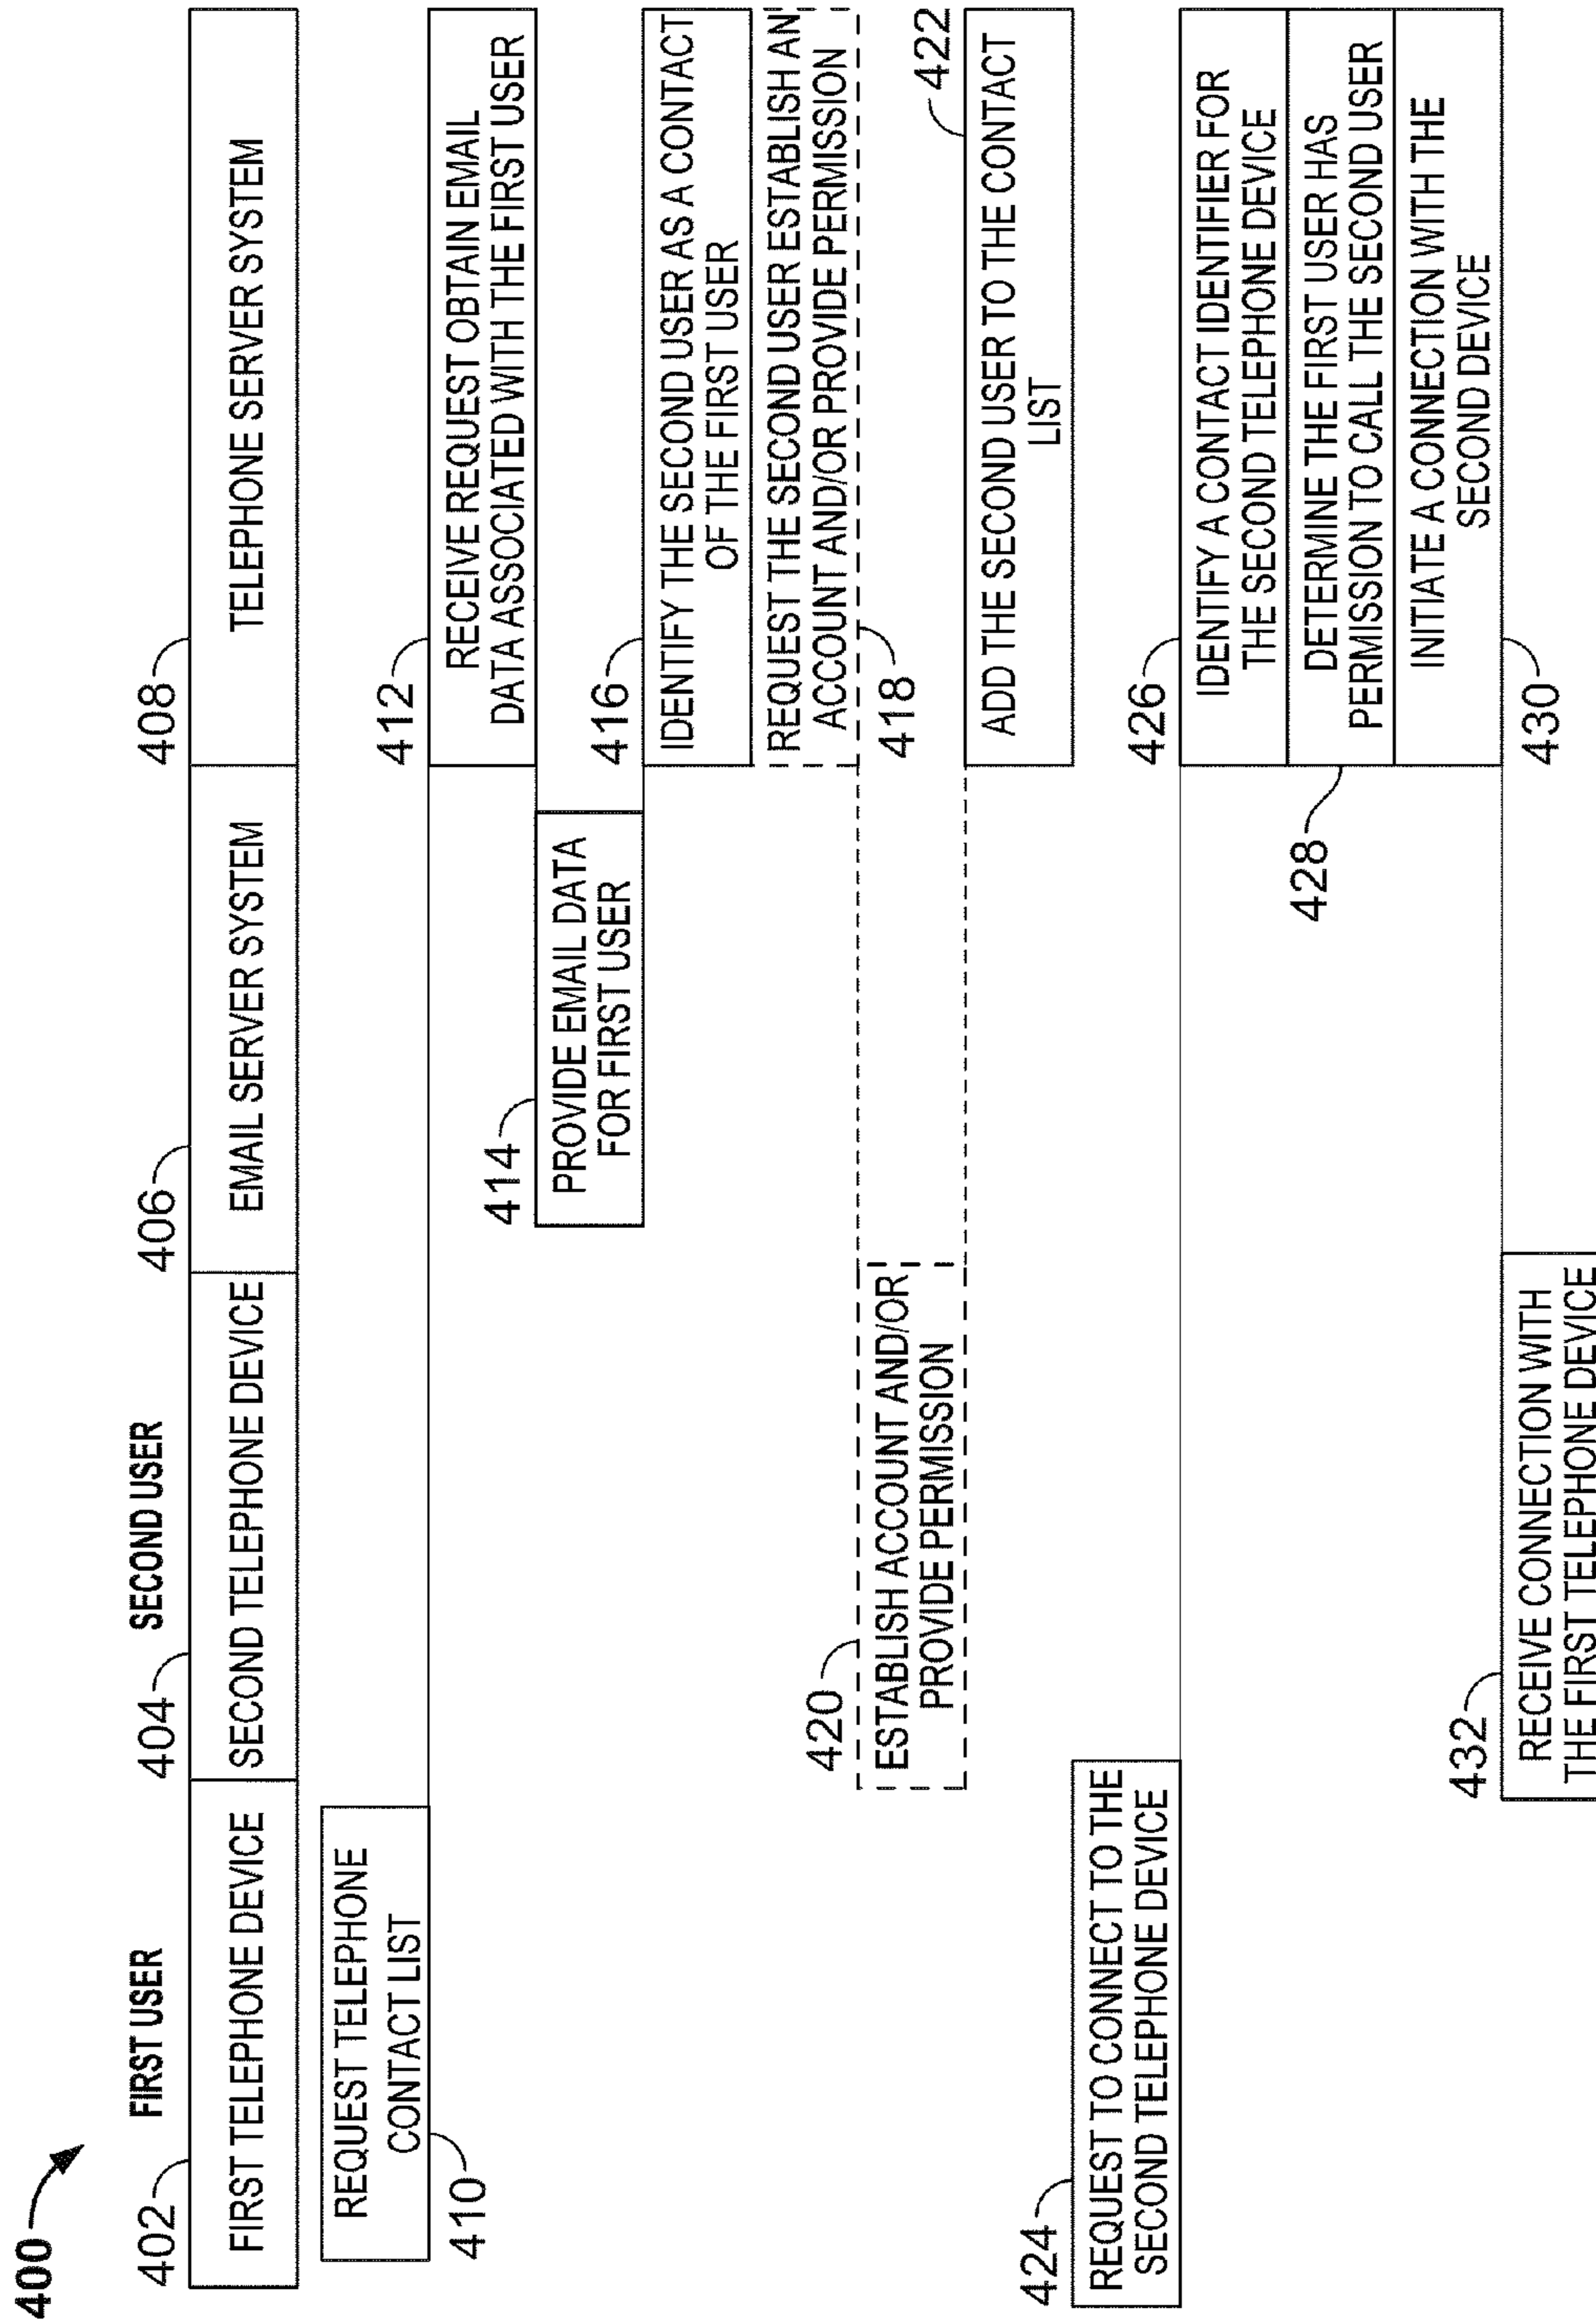 400
FIRST USER
SECOND USER
402
404
406
408
FIRST TELEPHONE DEVICE
SECOND TELEPHONE DEVICE
EMAIL SERVER SYSTEM
TELEPHONE SERVER SYSTEM
REQUEST TELEPHONE
CONTACT LIST
410
412
RECEIVE REQUEST OBTAIN EMAIL
DATA ASSOCIATED WITH THE FIRST USER
414
PROVIDE EMAIL DATA
FOR FIRST USER
416
IDENTIFY THE SECOND USER AS A CONTACT
OF THE FIRST USER
REQUEST THE SECOND USER ESTABLISH AN
ACCOUNT AND/OR PROVIDE PERMISSION
418
420
ESTABLISH ACCOUNT AND/OR
PROVIDE PERMISSION
422
ADD THE SECOND USER TO THE CONTACT
LIST
424
REQUEST TO CONNECT TO THE
SECOND TELEPHONE DEVICE
426
IDENTIFY A CONTACT IDENTIFIER FOR
THE SECOND TELEPHONE DEVICE
428
DETERMINE THE FIRST USER HAS
PERMISSION TO CALL THE SECOND USER
INITIATE A CONNECTION WITH THE
SECOND DEVICE
430
432
RECEIVE CONNECTION WITH
THE FIRST TELEPHONE DEVICE